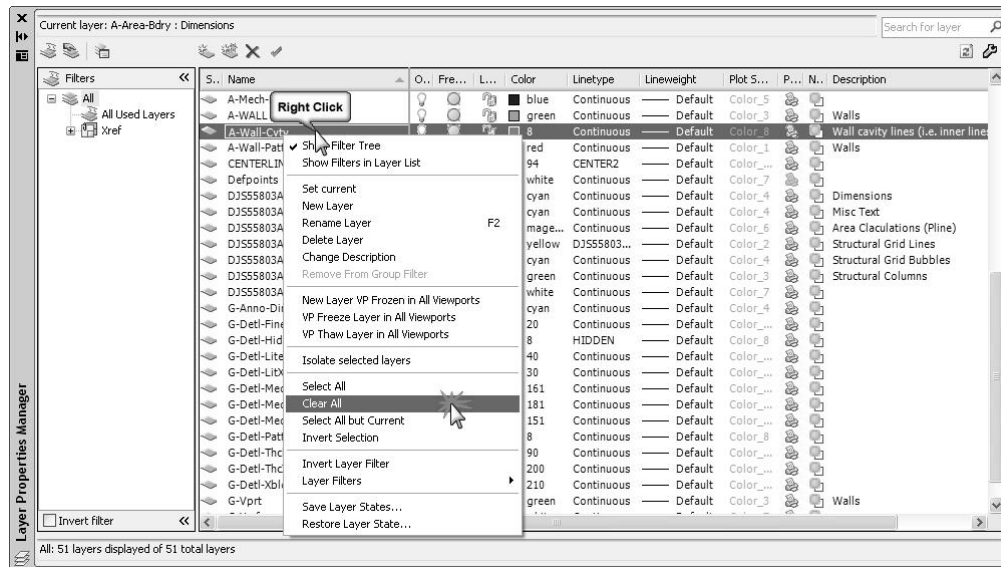 Current layer: A-Area-Bdry : Dimensions
Search for layer
Filters
S.. Name O.. Fre... L... Color Linetype Lineweight Plot S... P... N.. Description
All
All Used Layers
Xref
A-Mech- blue Continuous Default Color_5
A-WALL green Continuous Default Color_3 Walls
Right Click
A-Wall-Cvty 8 Continuous Default Color_8 Wall cavity lines (i.e. inner lines
A-Wall-Patt red Continuous Default Color_1 Walls
CENTERLIN 94 CENTER2 Default Color_...
Defpoints white Continuous Default Color_7
DJS55803A cyan Continuous Default Color_4 Dimensions
DJS55803A cyan Continuous Default Color_4 Misc Text
DJS55803A mage... Continuous Default Color_6 Area Claculations (Pline)
DJS55803A yellow DJS55803... Default Color_2 Structural Grid Lines
DJS55803A cyan Continuous Default Color_4 Structural Grid Bubbles
DJS55803A green Continuous Default Color_3 Structural Columns
DJS55803A white Continuous Default Color_7
G-Anno-Di cyan Continuous Default Color_4
G-Detl-Fine 20 Continuous Default Color_...
G-Detl-Hid 8 HIDDEN Default Color_8
G-Detl-Lite 40 Continuous Default Color_...
G-Detl-LitX 30 Continuous Default Color_...
G-Detl-Med 161 Continuous Default Color_...
G-Detl-Med 181 Continuous Default Color_...
G-Detl-Med 151 Continuous Default Color_...
G-Detl-Patt 8 Continuous Default Color_8
G-Detl-Thc 90 Continuous Default Color_...
G-Detl-Thc 200 Continuous Default Color_...
G-Detl-Xbl 210 Continuous Default Color_...
G-Vprt green Continuous Default Color_3 Walls
Filter Tree
Show Filters in Layer List
Set current
New Layer
Rename Layer F2
Delete Layer
Change Description
Remove From Group Filter
New Layer VP Frozen in All Viewports
VP Freeze Layer in All Viewports
VP Thaw Layer in All Viewports
Isolate selected layers
Select All
Clear All
Select All but Current
Invert Selection
Invert Layer Filter
Layer Filters
Save Layer States...
Restore Layer State...
Invert filter
All: 51 layers displayed of 51 total layers
Layer Properties Manager